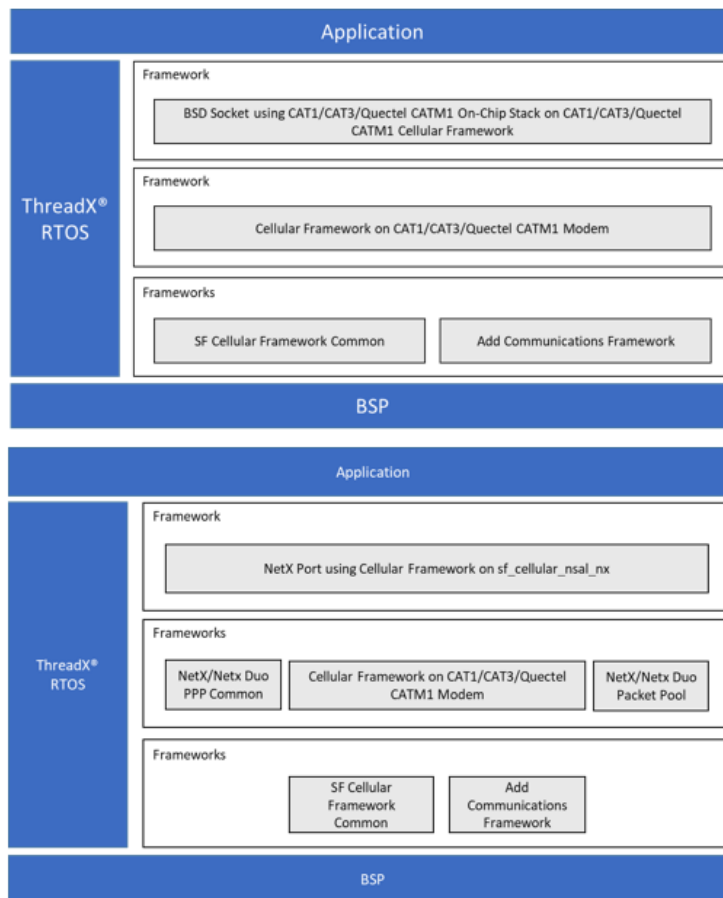 Application
Framework
BSD Socket using CAT1/CAT3/Quectel CATM1 On-Chip Stack on CAT1/CAT3/Quectel
CATM1 Cellular Framework
ThreadX®
RTOS
Framework
Cellular Framework on CAT1/CAT3/Quectel CATM1 Modem
Frameworks
SF Cellular Framework Common
Add Communications Framework
BSP
Application
Framework
NetX Port using Cellular Framework on sf_cellular_nsal_nx
ThreadX®
RTOS
Frameworks
NetX/Netx Duo
PPP Common
Cellular Framework on CAT1/CAT3/Quectel
CATM1 Modem
NetX/Netx Duo
Packet Pool
Frameworks
SF Cellular
Framework
Common
Add
Communications
Framework
BSP